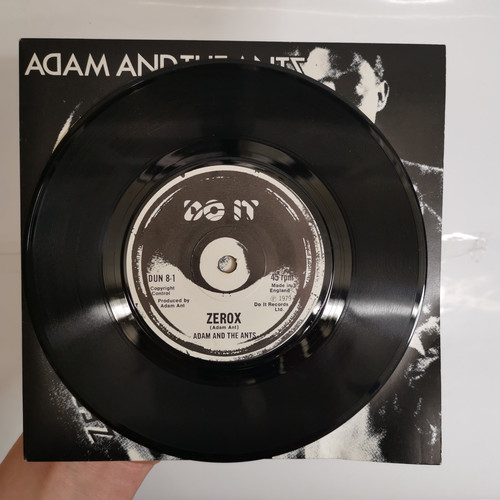 ADAM AND THE ANTS
DO IT
DUN 8-1
45 rpm
Copyright
Control
Made in
England
Produced by
Adam Ant
℗ 1979
Do It Records
Ltd.
ZEROX
(Adam Ant)
ADAM AND THE ANTS